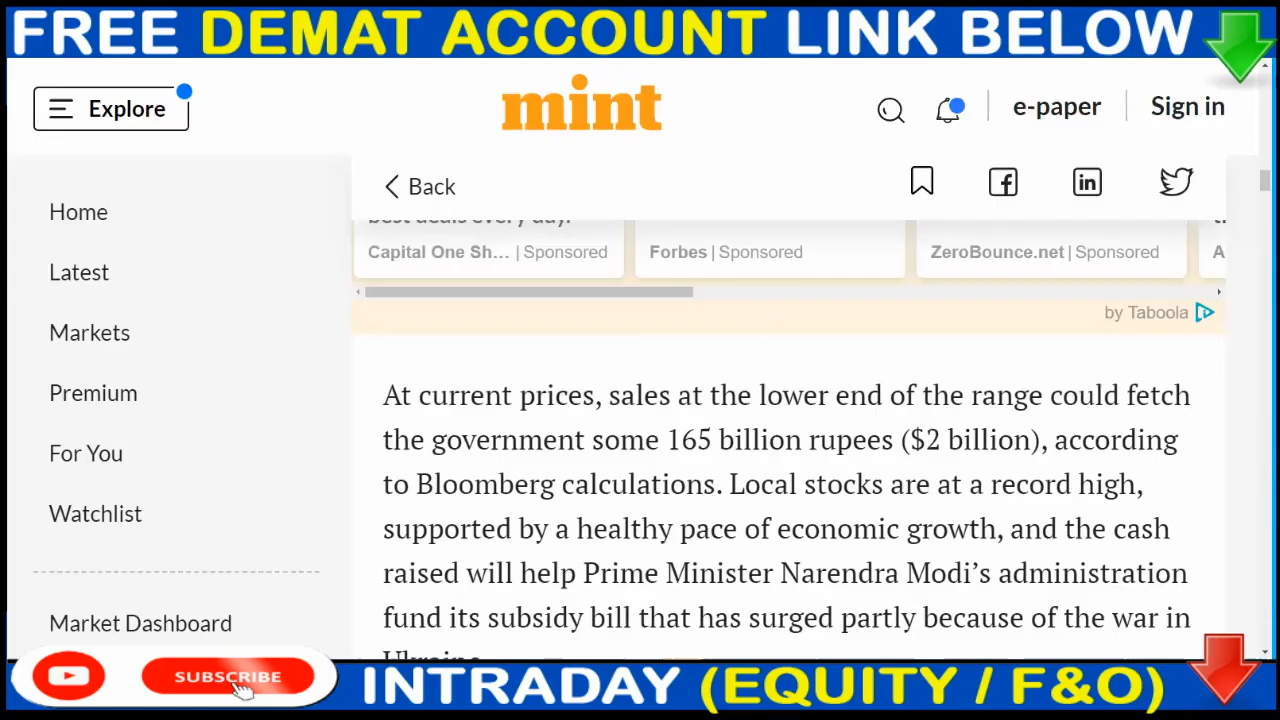 FREE DEMAT ACCOUNT LINK BELOW
Explore
mint
e-paper
Sign in
Back
Home
Latest
Markets
Premium
For You
Watchlist
Market Dashboard
best deals every day.
Capital One Sh... | Sponsored
Forbes | Sponsored
ZeroBounce.net | Sponsored
by Taboola
At current prices, sales at the lower end of the range could fetch
the government some 165 billion rupees ($2 billion), according
to Bloomberg calculations. Local stocks are at a record high,
supported by a healthy pace of economic growth, and the cash
raised will help Prime Minister Narendra Modi's administration
fund its subsidy bill that has surged partly because of the war in
Ukraine.
SUBSCRIBE
INTRADAY (EQUITY / F&O)